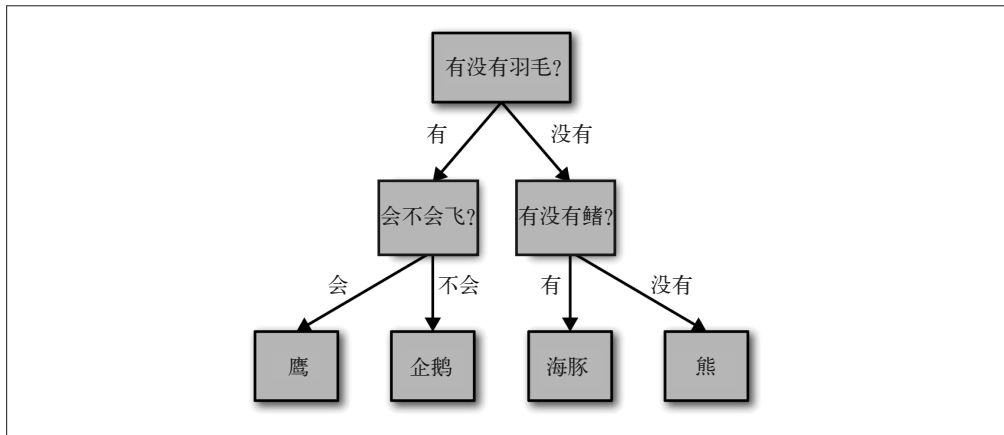 有没有羽毛?
有 没有
会不会飞? 有没有鳍?
会 不会 有 没有
鹰 企鹅 海豚 熊